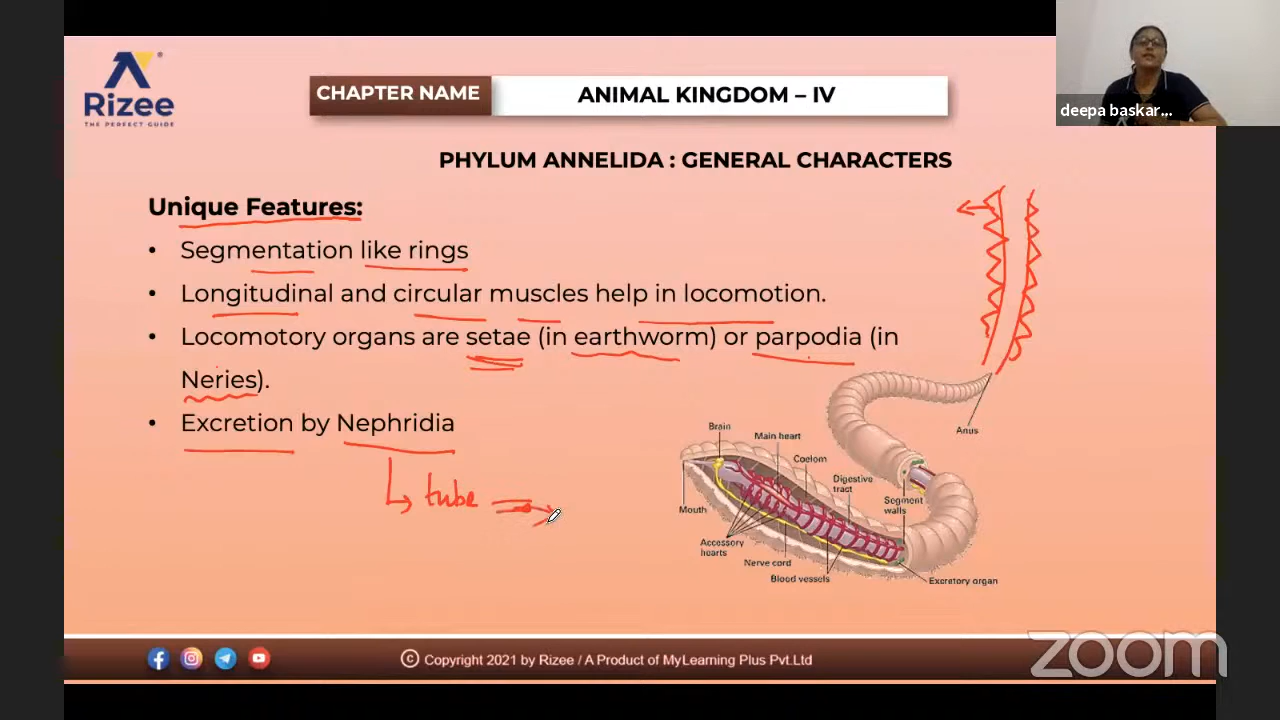 Rizee
THE PERFECT GUIDE
CHAPTER NAME
ANIMAL KINGDOM – IV
deepa baskar...
PHYLUM ANNELIDA : GENERAL CHARACTERS
Unique Features:
• Segmentation like rings
• Longitudinal and circular muscles help in locomotion.
• Locomotory organs are setae (in earthworm) or parpodia (in
Neries).
• Excretion by Nephridia
tube
Brain
Main heart
Coelom
Digestive
tract
Segment
walls
Anus
Mouth
Accessory
hearts
Nerve cord
Blood vessels
Excretory organ
© Copyright 2021 by Rizee / A Product of MyLearning Plus Pvt.Ltd
zoom